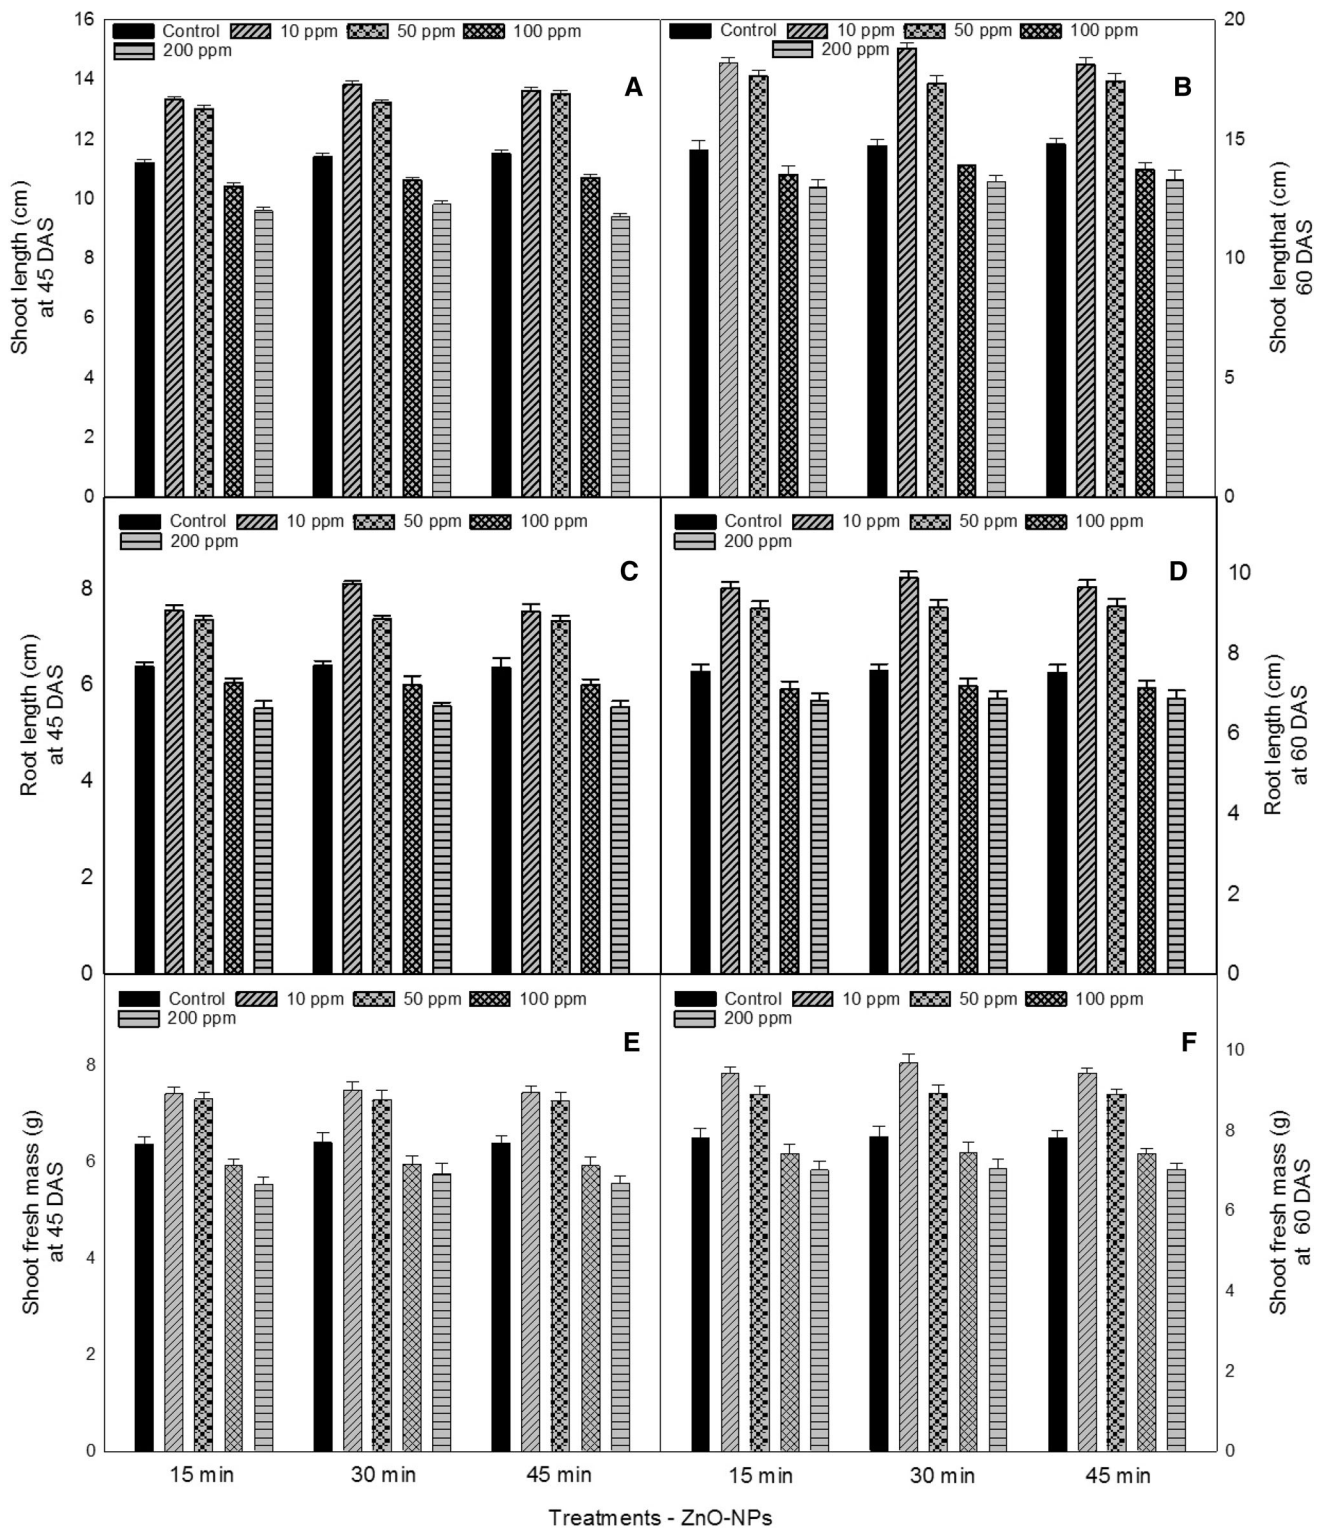 Control 10 ppm 50 ppm 100 ppm
200 ppm
A
16
14
12
10
8
6
4
2
0
Shoot length (cm)
at 45 DAS
Control 10 ppm 50 ppm 100 ppm
200 ppm
B
20
15
10
5
0
Shoot lengthat (cm)
60 DAS
Control 10 ppm 50 ppm 100 ppm
200 ppm
C
8
6
4
2
0
Root length (cm)
at 45 DAS
Control 10 ppm 50 ppm 100 ppm
200 ppm
D
10
8
6
4
2
0
Root length (cm)
at 60 DAS
Control 10 ppm 50 ppm 100 ppm
200 ppm
E
8
6
4
2
0
Shoot fresh mass (g)
at 45 DAS
Control 10 ppm 50 ppm 100 ppm
200 ppm
F
10
8
6
4
2
0
Shoot fresh mass (g)
at 60 DAS
15 min 30 min 45 min 15 min 30 min 45 min
Treatments - ZnO-NPs